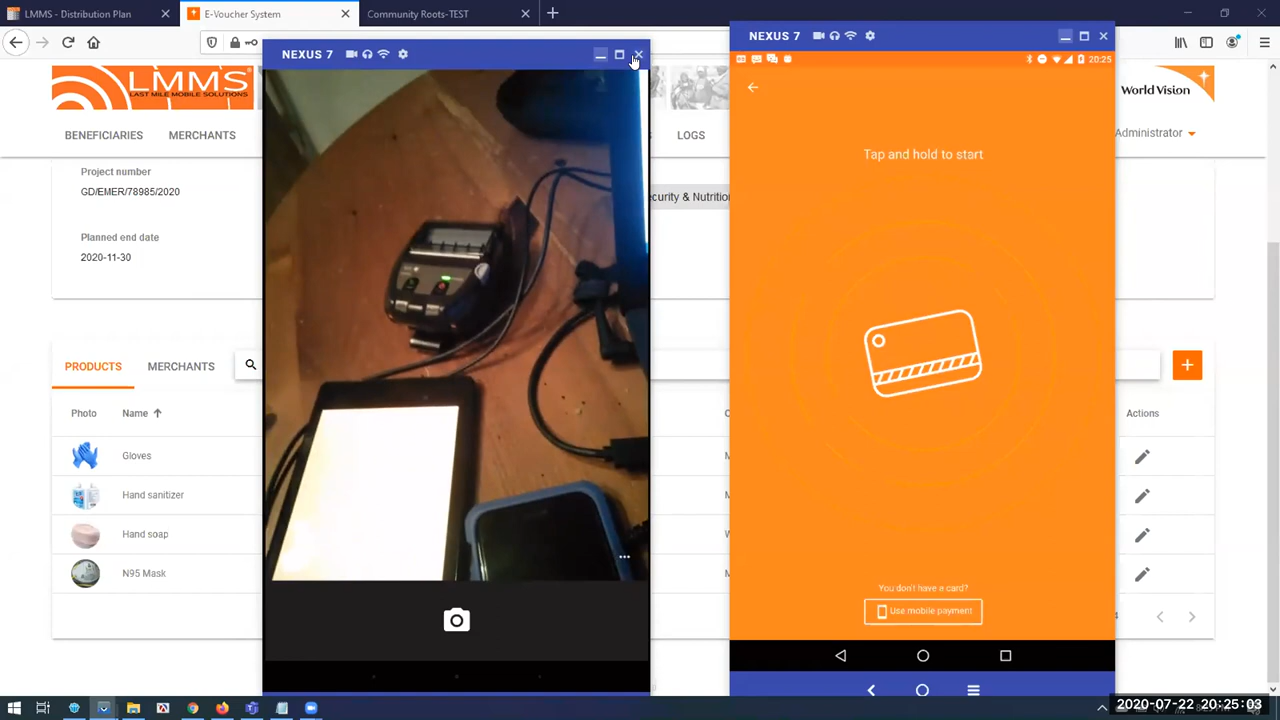 LMMS - Distribution Plan
E-Voucher System
Community Roots-TEST
LMMS
LAST MILE MOBILE SOLUTIONS
World Vision
BENEFICIARIES
MERCHANTS
LOGS
Administrator
Project number
GD/EMER/78985/2020
ecurity & Nutrition
Planned end date
2020-11-30
PRODUCTS
MERCHANTS
Photo
Name
Actions
Gloves
Hand sanitizer
Hand soap
N95 Mask
NEXUS 7
NEXUS 7
20:25
Tap and hold to start
You don't have a card?
Use mobile payment
2020-07-22 20:25:03